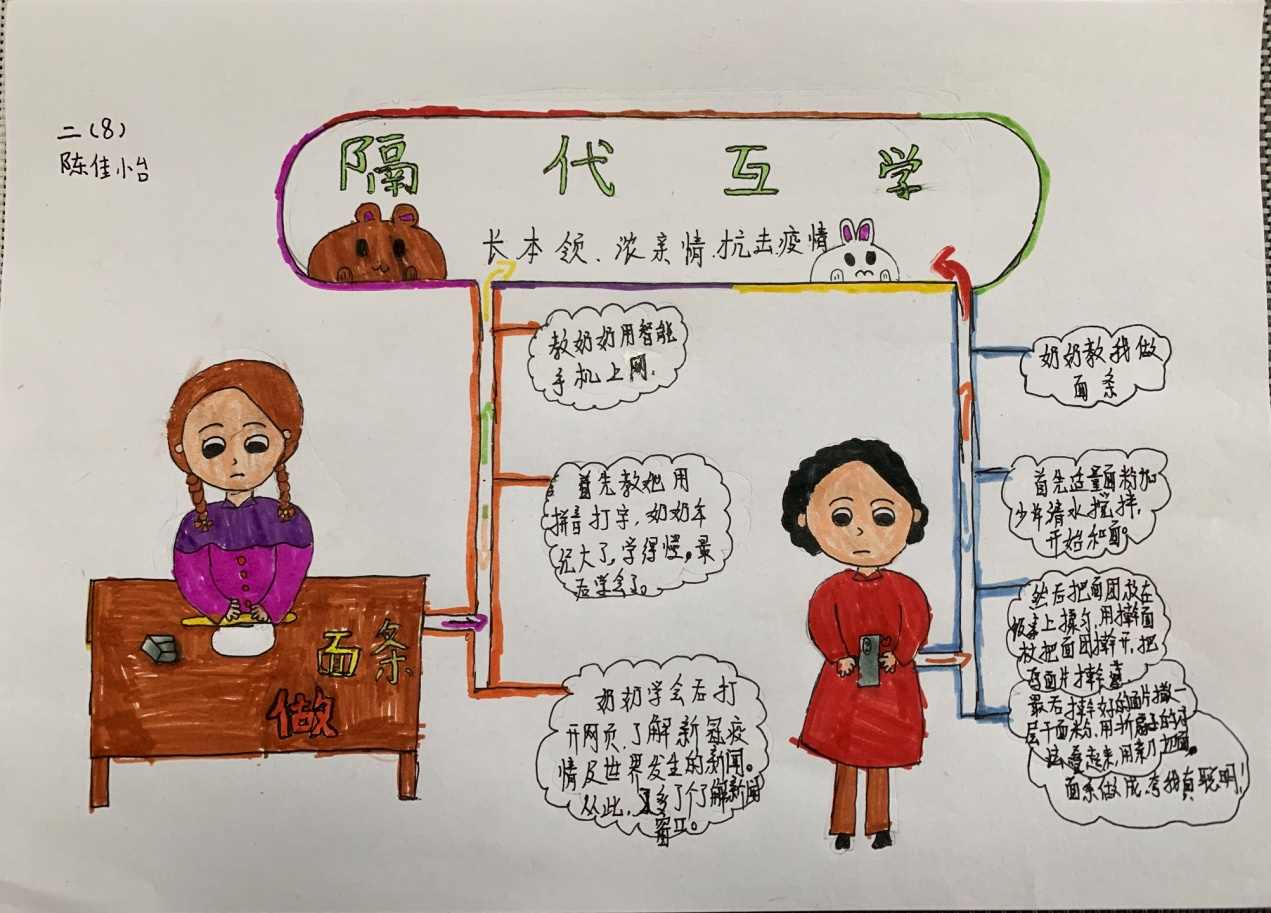 二(8)
陈佳小台
隔代互学
长本领、浓亲情、抗击疫情
教奶奶用智能
手机上网.
首先教她用
拼音打字,奶奶年
纪大了,学得慢。最
后学会了。
奶奶学会后打
开网页,了解新冠疫
情及世界发生的新闻。
从此,又多了个了解新闻
窗口。
奶奶教我做
面条
首先适量面粉加
少许清水搅拌,
开始和面。
然后把面团放在
板上揉匀,用擀面
杖把面团擀开,把
面片擀
最后擀好的面片撒一
层干面粉,用折扇子的
叠起来,用来刀切面。
面条做成,夸我真聪明!
面条
做